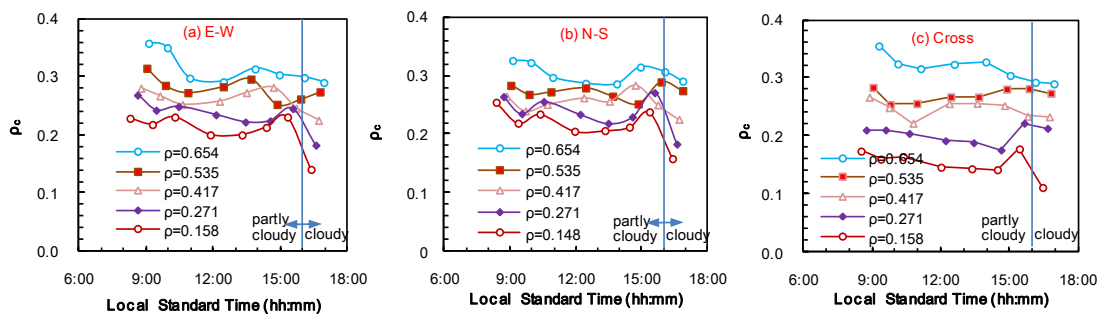 0.4
0.3
0.2
0.1
0.0
ρc
(a) E-W
ρ=0.654
ρ=0.535
ρ=0.417
ρ=0.271
ρ=0.158
partly
cloudy
cloudy
6:00 9:00 12:00 15:00 18:00
Local Standard Time (hh:mm)
0.4
0.3
0.2
0.1
0
ρc
(b) N-S
ρ=0.654
ρ=0.535
ρ=0.417
ρ=0.271
ρ=0.148
partly
cloudy
cloudy
6:00 9:00 12:00 15:00 18:00
Local Standard Time (hh:mm)
0.4
0.3
0.2
0.1
0.0
ρc
(c) Cross
ρ=0.654
ρ=0.535
ρ=0.417
ρ=0.271
ρ=0.158
partly
cloudy
cloudy
6:00 9:00 12:00 15:00 18:00
Local Standard Time (hh:mm)